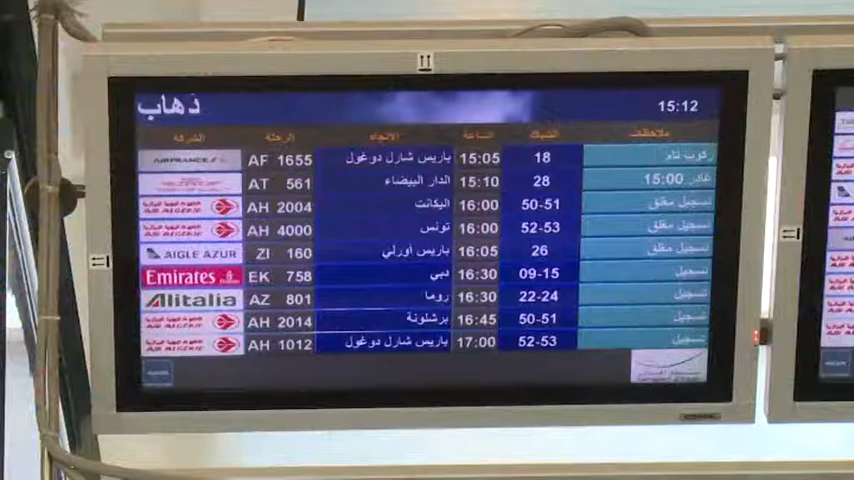 ذهاب 15:12
الشركة الرحلة الاتجاه الساعة الشباك ملاحظات
AIRFRANCE AF 1655 باريس شارل دوغول 15:05 18 ركوب تام
AT 561 الدار البيضاء 15:10 28 غادر 15:00
AIR ALGERIE AH 2004 اليكانت 16:00 50-51 تسجيل مغلق
AIR ALGERIE AH 4000 تونس 16:00 52-53 تسجيل مغلق
AIGLE AZUR ZI 160 باريس أورلي 16:05 26 تسجيل مغلق
Emirates EK 758 دبي 16:30 09-15 تسجيل
Alitalia AZ 801 روما 16:30 22-24 تسجيل
AIR ALGERIE AH 2014 برشلونة 16:45 50-51 تسجيل
AIR ALGERIE AH 1012 باريس شارل دوغول 17:00 52-53 تسجيل